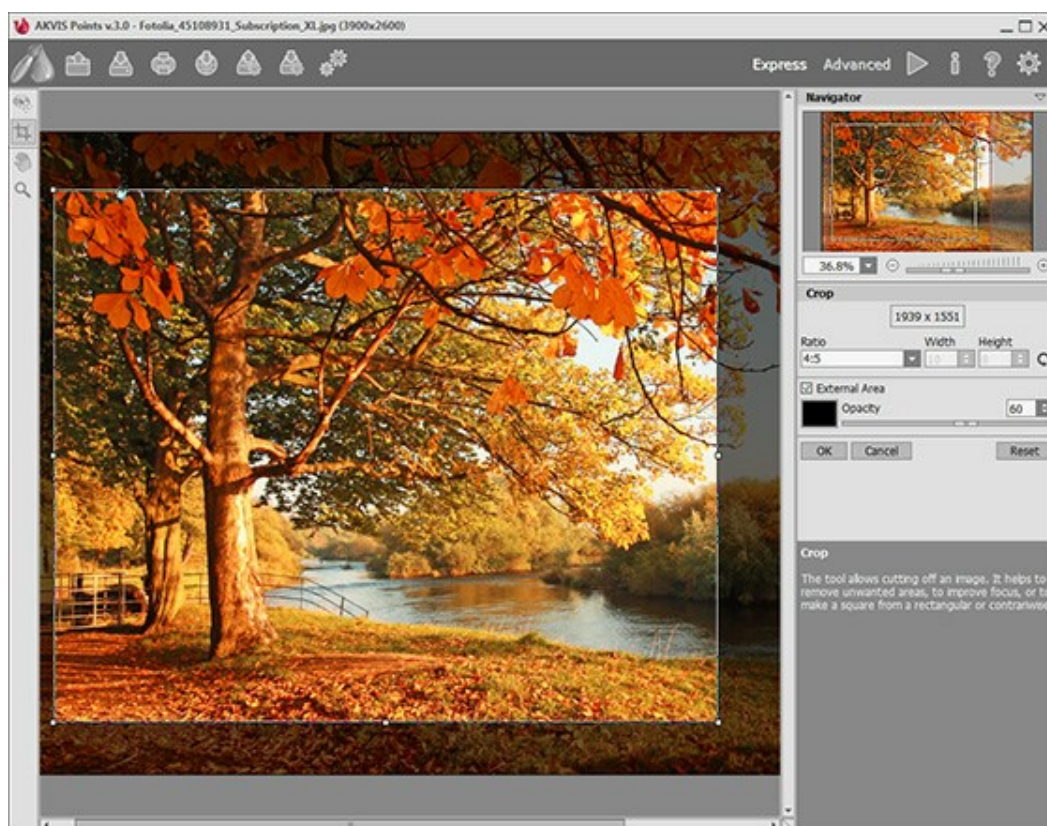 AKVIS Points v.3.0 - Fotolia_45108931_Subscription_XL.jpg (3900x2600)
Express Advanced
Navigator
36.8%
Crop
1939 x 1551
Ratio Width Height
4:5
External Area
Opacity 60
OK Cancel Reset
Crop
The tool allows cutting off an image. It helps to
remove unwanted areas, to improve focus, or to
make a square from a rectangular or contrariwise